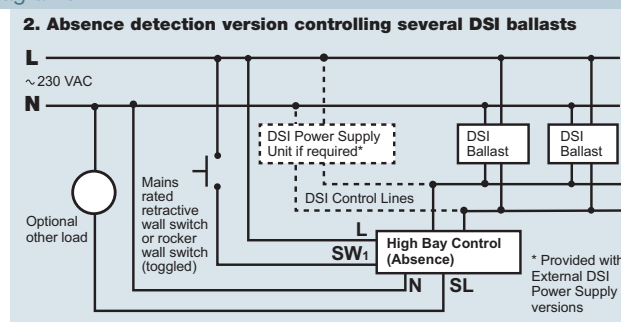 2. Absence detection version controlling several DSI ballasts
L
~230 VAC
N
DSI Power Supply
Unit if required*
DSI
Ballast
DSI
Ballast
Mains
rated
retractive
wall switch
or rocker
wall switch
(toggled)
DSI Control Lines
Optional
other load
L
SW1
High Bay Control
(Absence)
N
SL
* Provided with
External DSI
Power Supply
versions